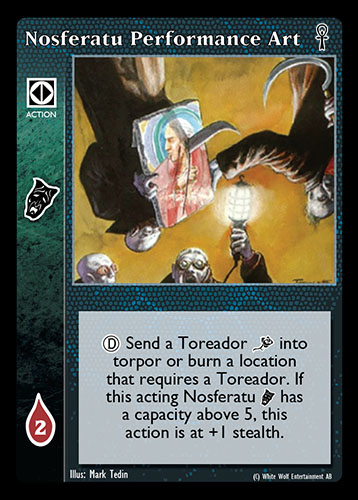 Nosferatu Performance Art
ACTION
D Send a Toreador into
torpor or burn a location
that requires a Toreador. If
this acting Nosferatu has
a capacity above 5, this
action is at +1 stealth.
2
Illus: Mark Tedin (C) White Wolf Entertainment AB